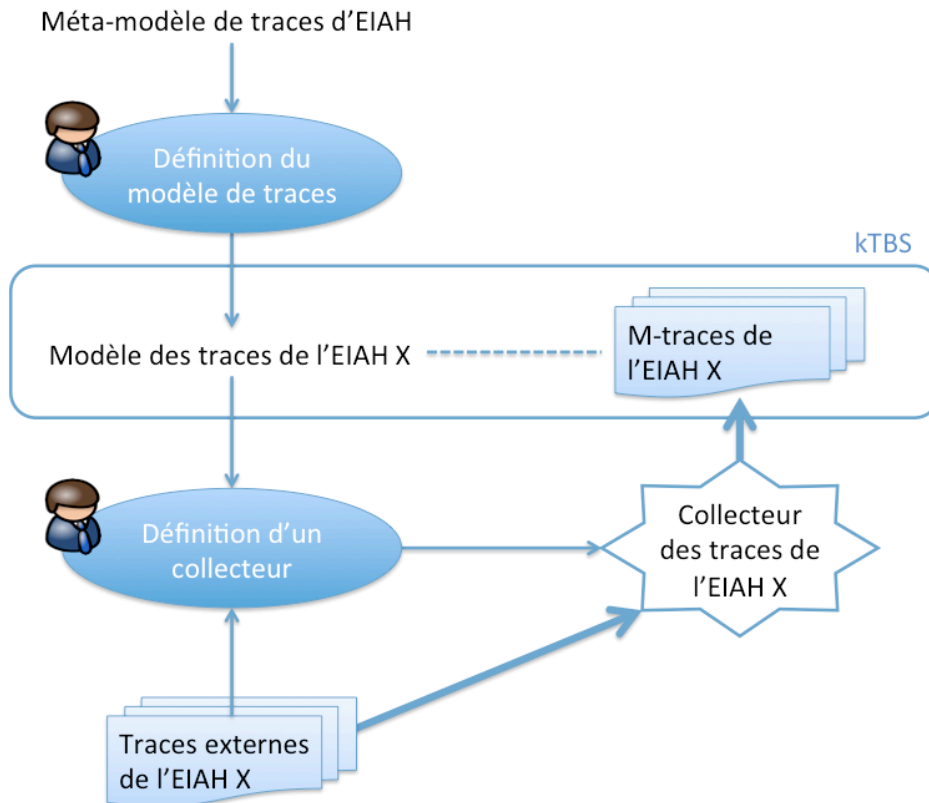 Méta-modèle de traces d'EIAH
Définition du
modèle de traces
kTBS
Modèle des traces de l'EIAH X
M-traces de
l'EIAH X
Définition d'un
collecteur
Collecteur
des traces de
l'EIAH X
Traces externes
de l'EIAH X